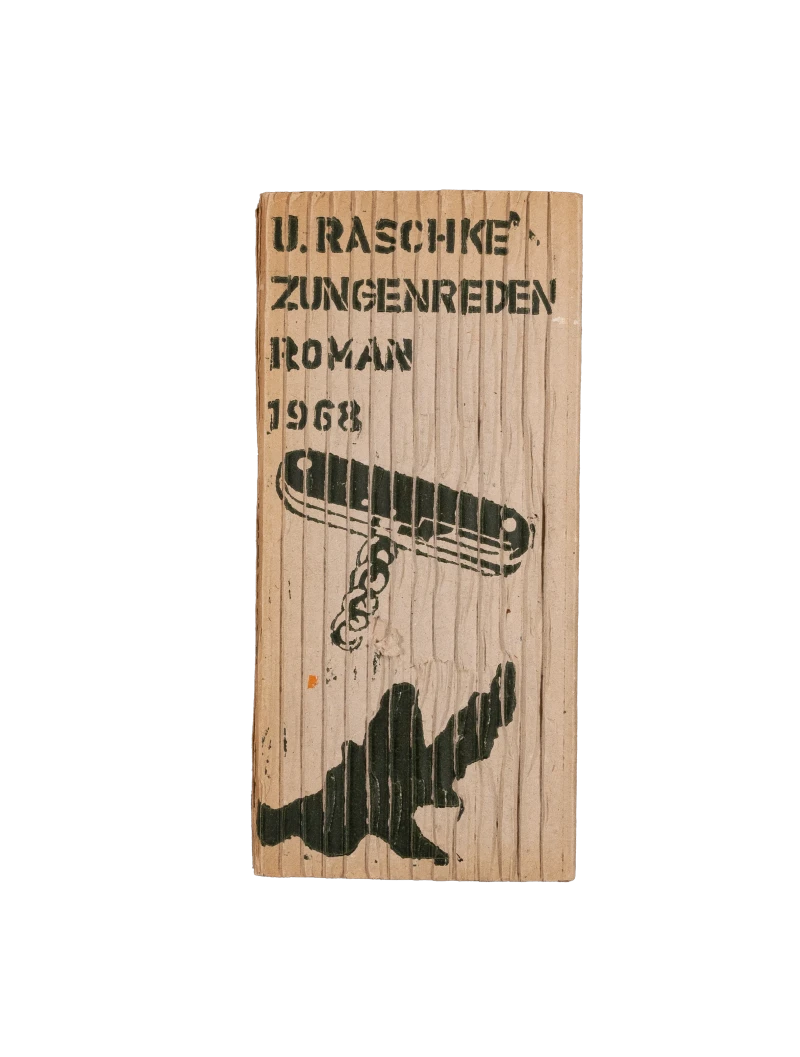 U. RASCHKE
ZUNGENREDEN
ROMAN
1968